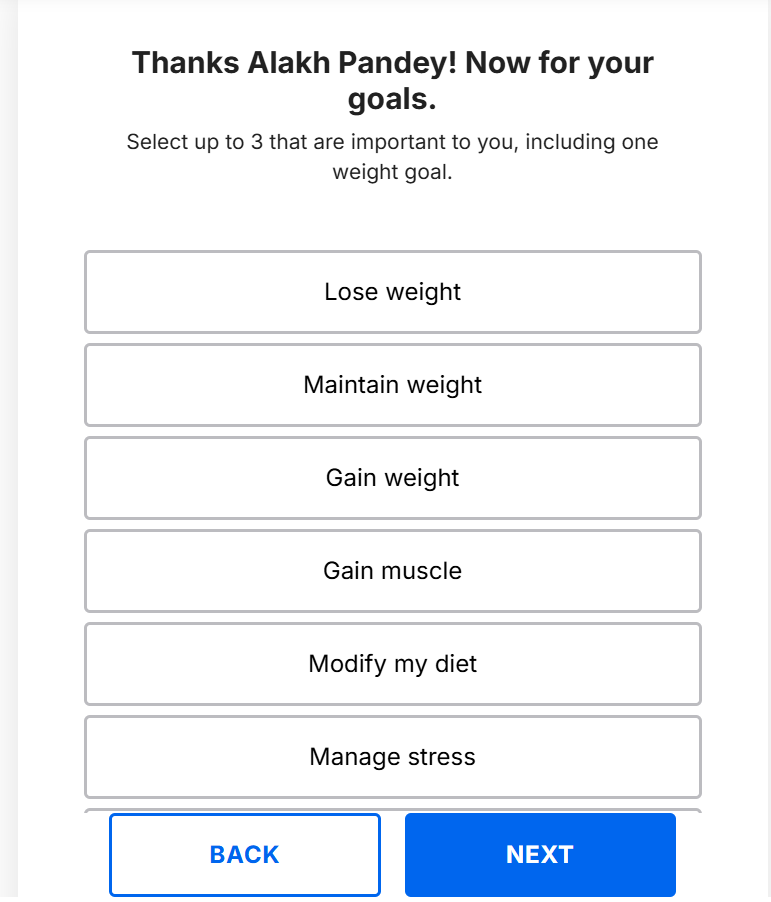 Thanks Alakh Pandey! Now for your
goals.
Select up to 3 that are important to you, including one
weight goal.
Lose weight
Maintain weight
Gain weight
Gain muscle
Modify my diet
Manage stress
BACK
NEXT